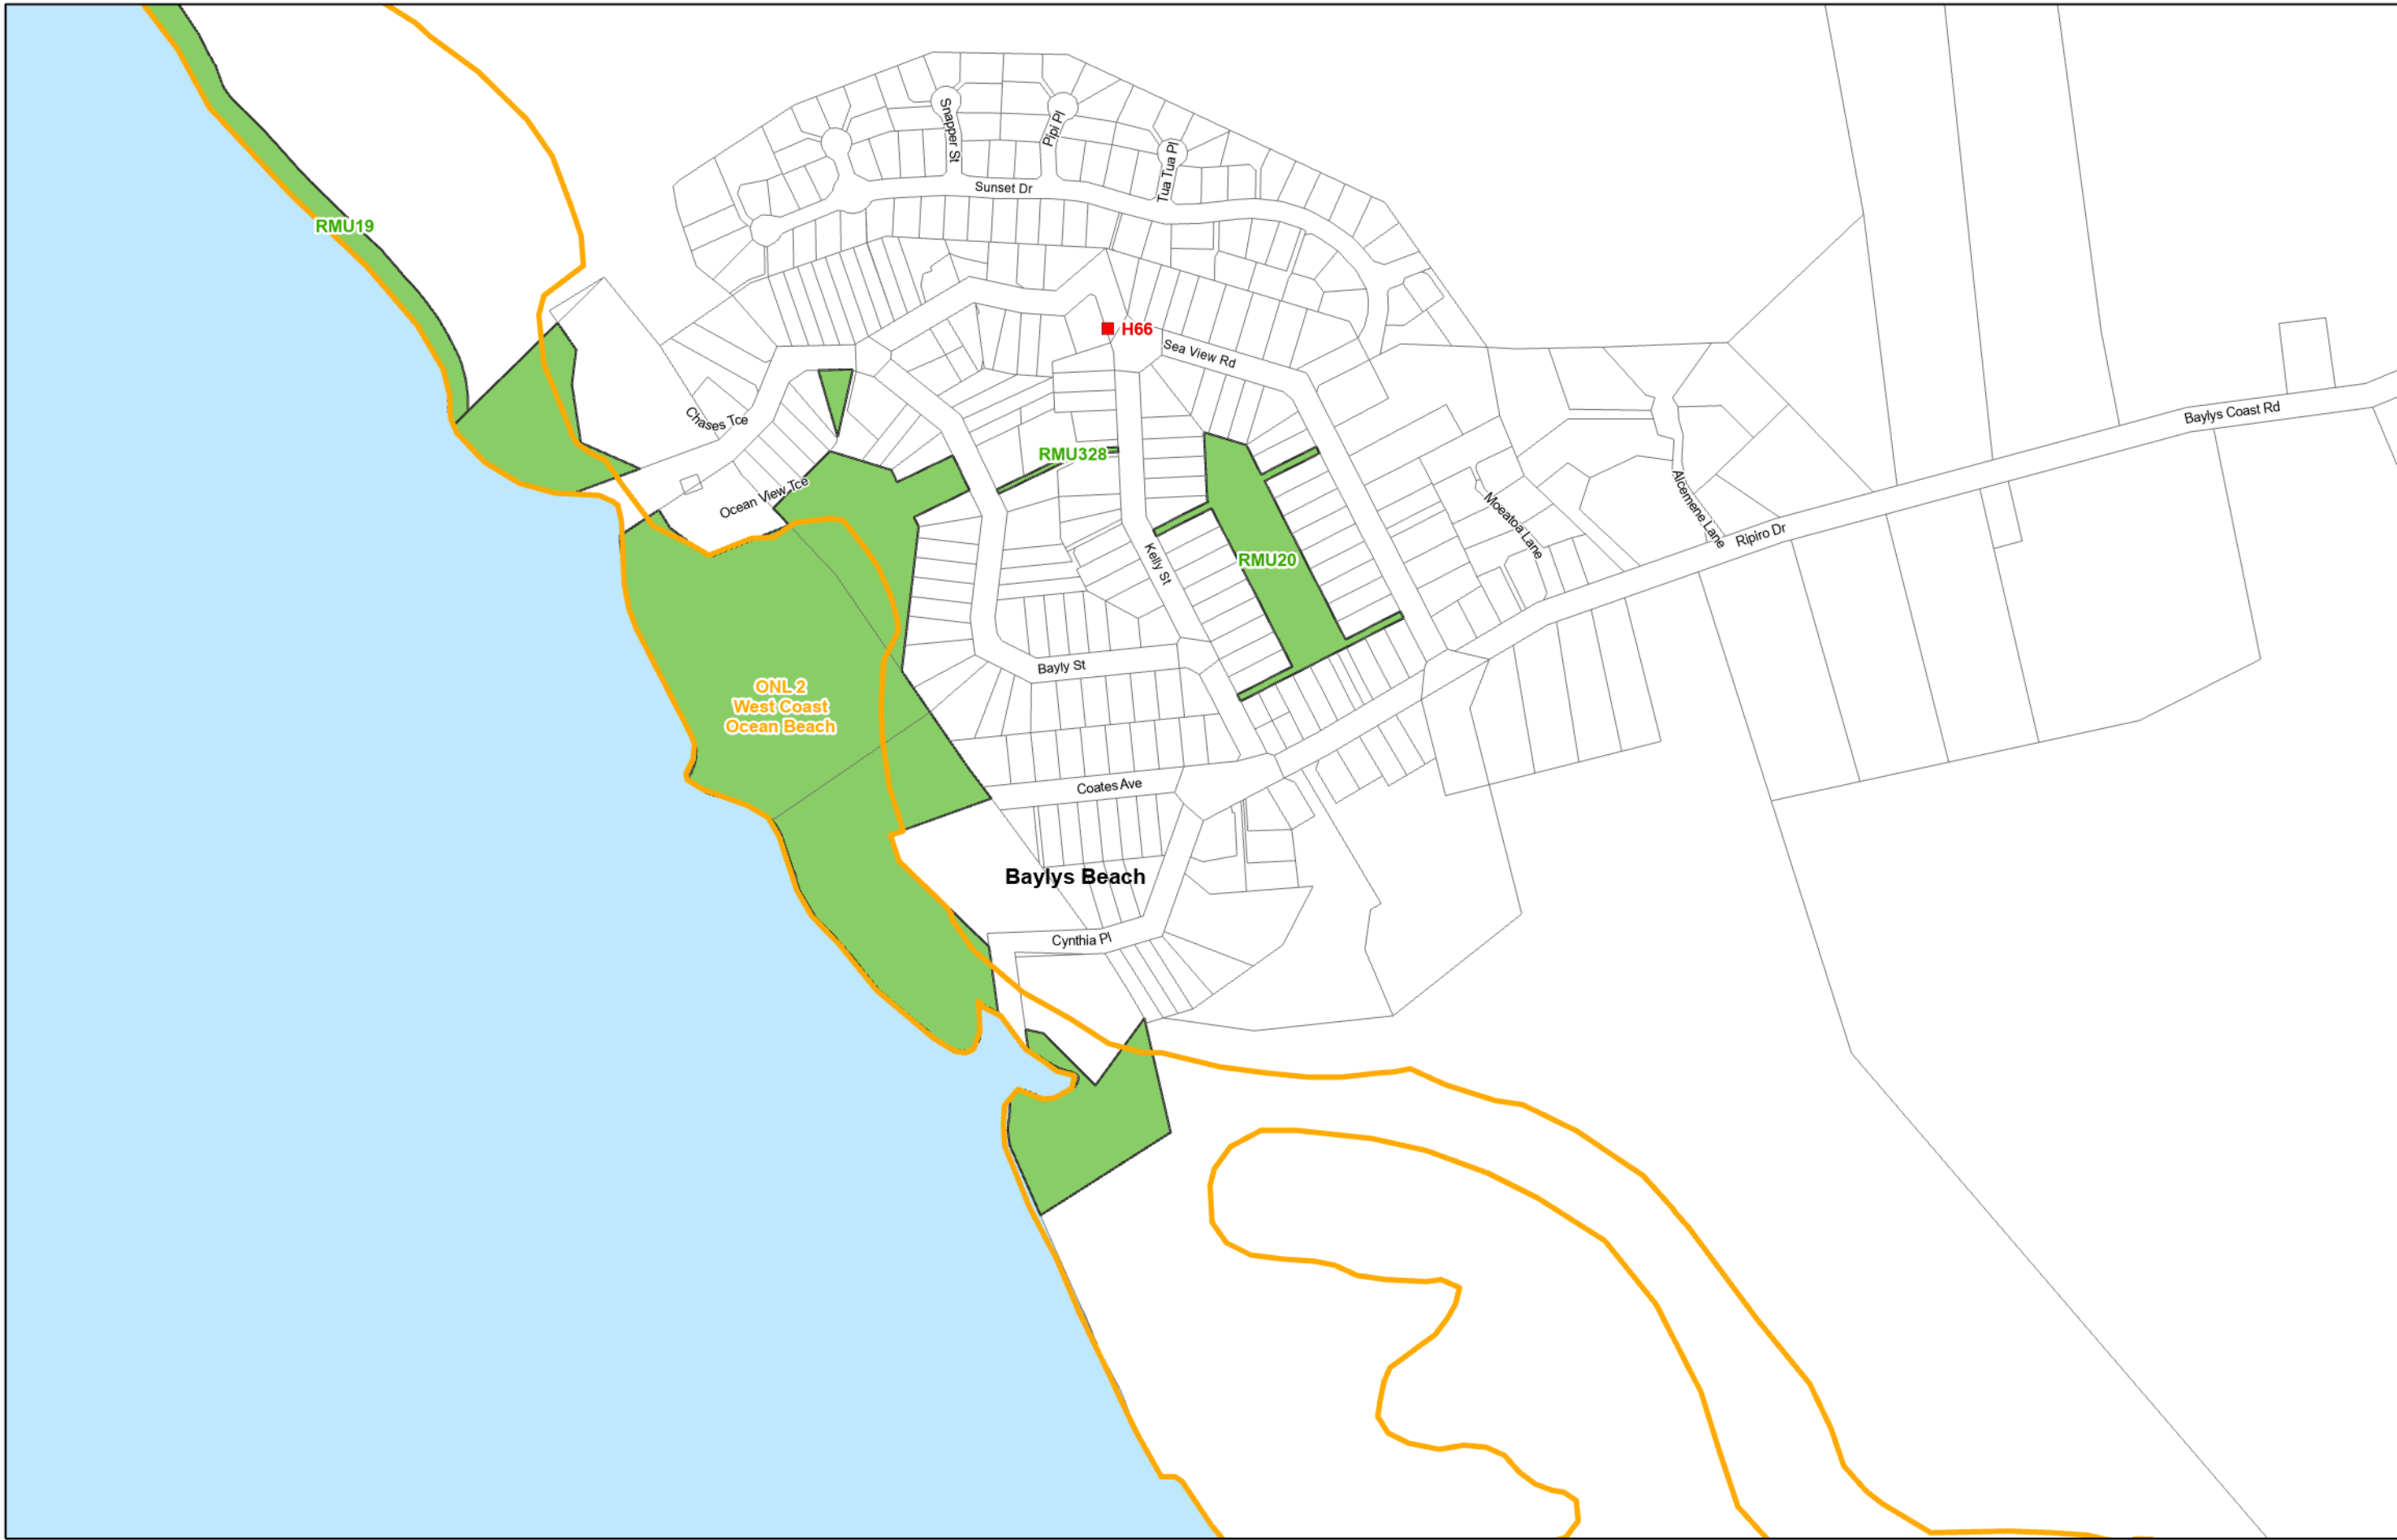 Snapper St
Pipi Pl
Tua Tua Pl
Sunset Dr
RMU19
H66
Sea View Rd
Chases Tce
Baylys Coast Rd
RMU328
Ocean View Tce
Alcemene Lane
Moeatoa Lane
Ripiro Dr
Kelly St
RMU20
Bayly St
ONL 2
West Coast
Ocean Beach
Coates Ave
Baylys Beach
Cynthia Pl